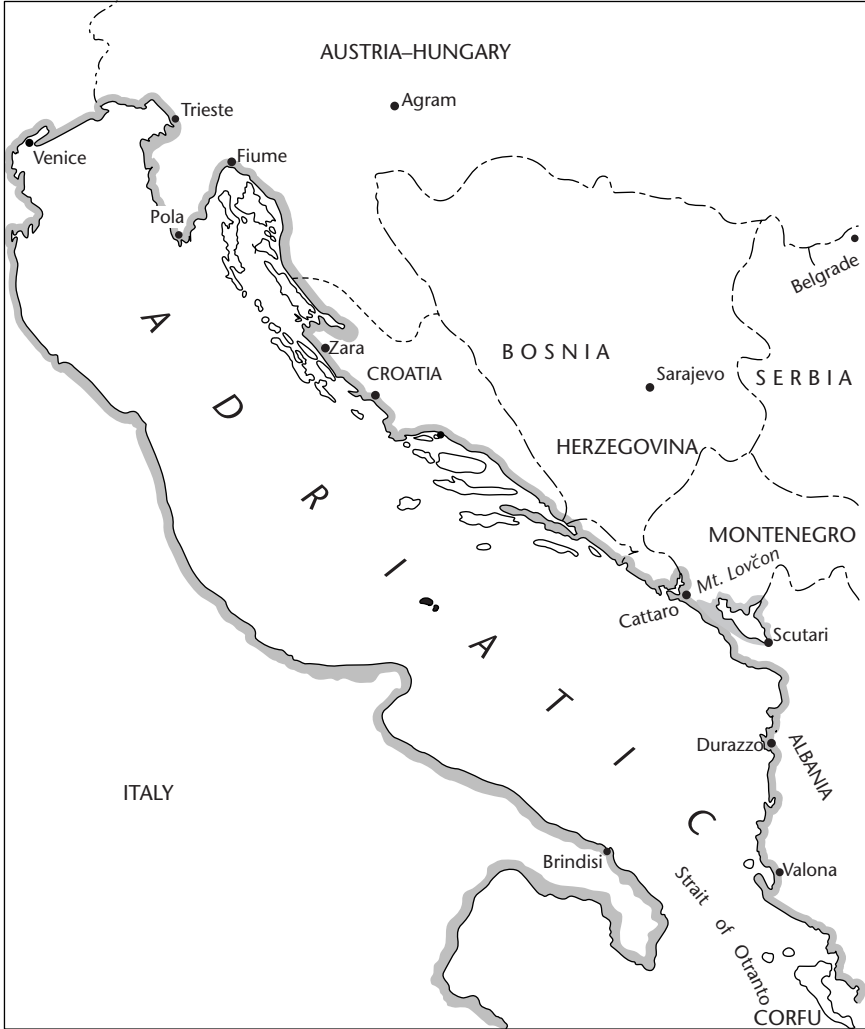 AUSTRIA–HUNGARY
Agram
Trieste
Venice
Fiume
Pola
Belgrade
ADRIATIC
Zara
BOSNIA
Sarajevo
SERBIA
CROATIA
HERZEGOVINA
MONTENEGRO
Mt. Lovčon
Cattaro
Scutari
Durazzo
ALBANIA
ITALY
Brindisi
Valona
Strait of Otranto
CORFU